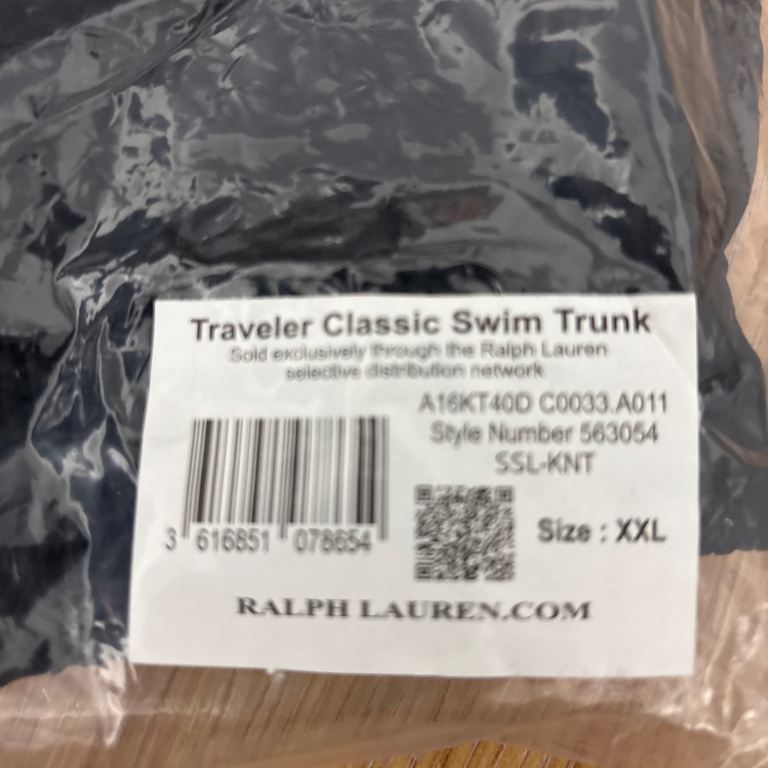 Traveler Classic Swim Trunk
Sold exclusively through the Ralph Lauren
selective distribution network
A16KT40D C0033.A011
Style Number 563054
SSL-KNT
Size : XXL
3 616851 078654
RALPH LAUREN.COM